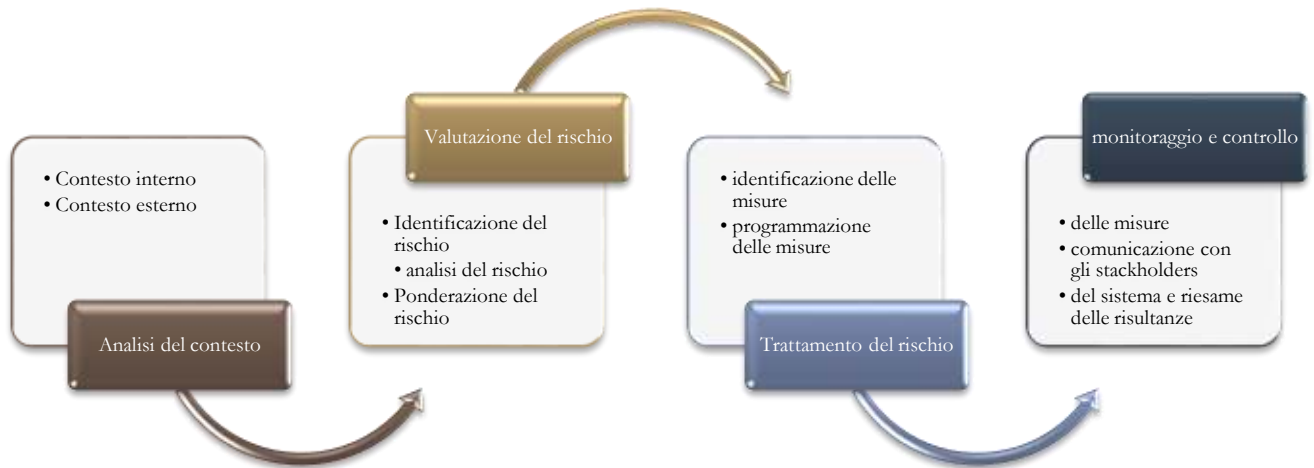 • Contesto interno
• Contesto esterno
Analisi del contesto
Valutazione del rischio
• Identificazione del
rischio
• analisi del rischio
• Ponderazione del
rischio
• identificazione delle
misure
• programmazione
delle misure
Trattamento del rischio
monitoraggio e controllo
• delle misure
• comunicazione con
gli stackholders
• del sistema e riesame
delle risultanze